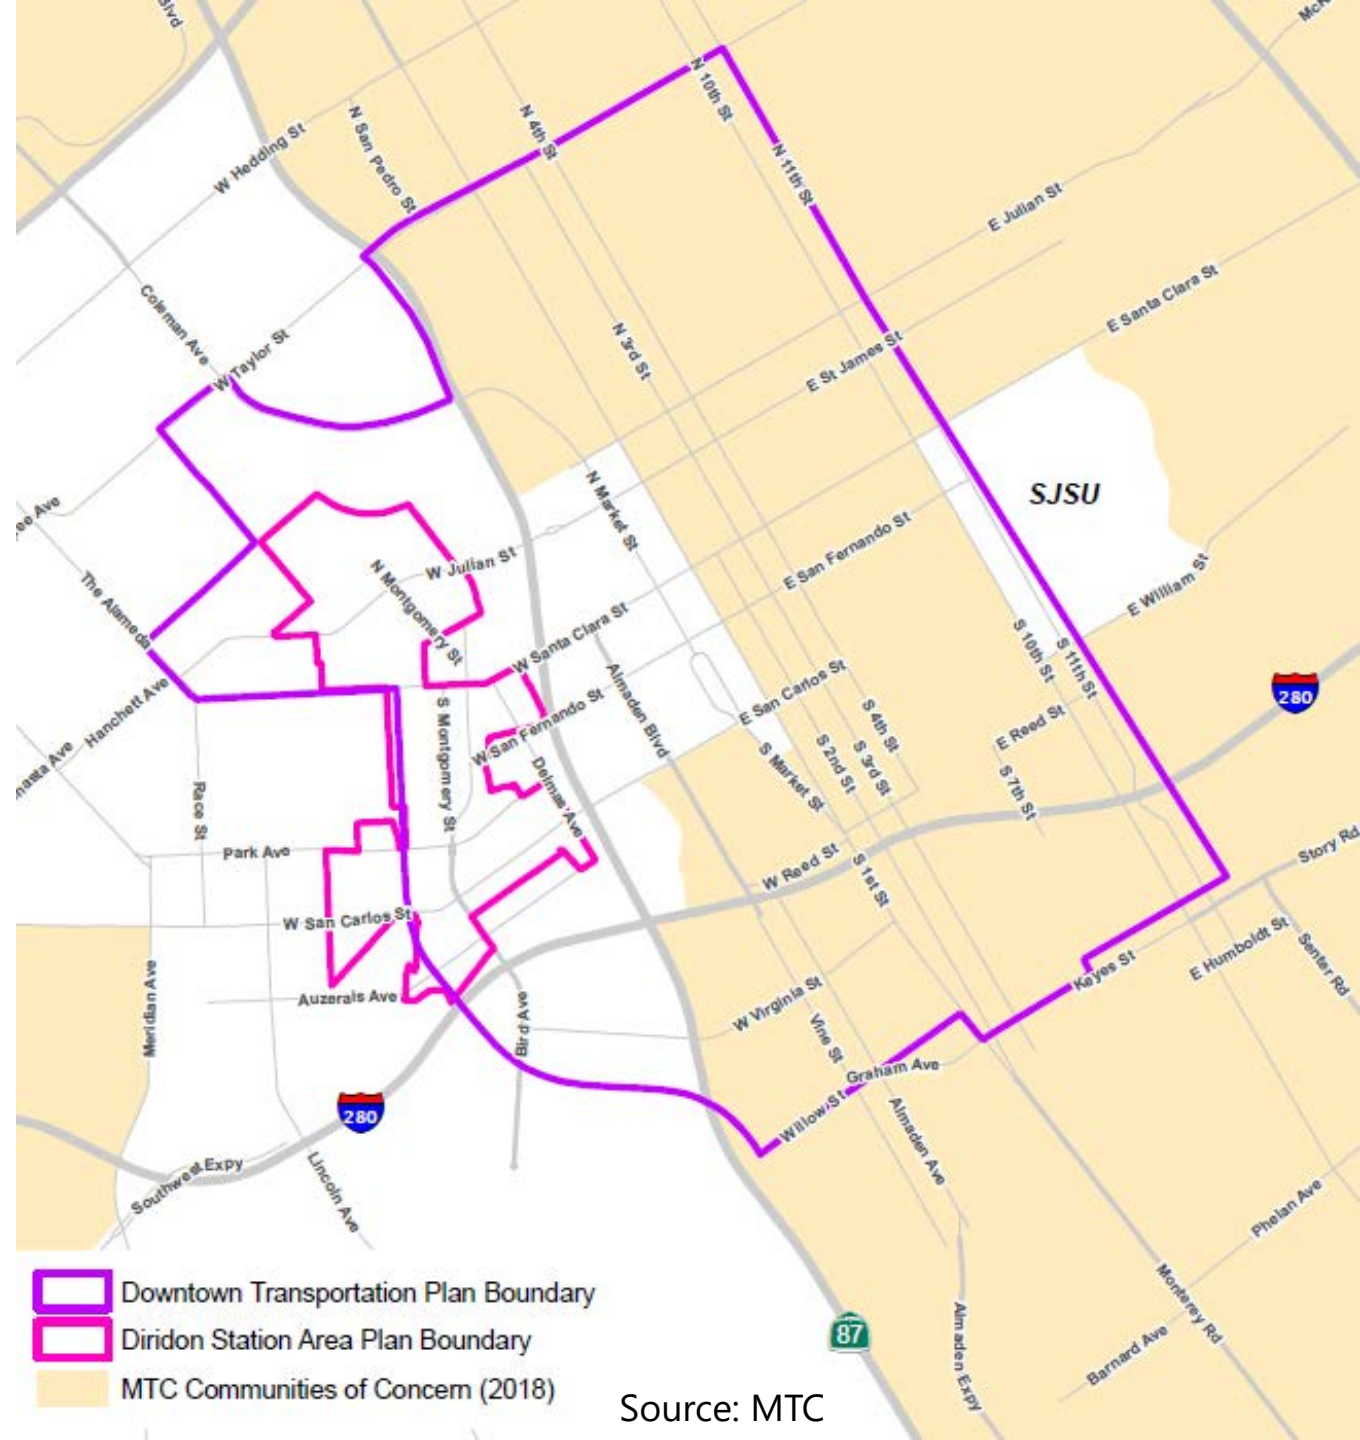 Blvd
N 10th St
N San Pedro St
N 4th St
W Hedding St
N 11th St
E Julian St
E Santa Clara St
Coleman Ave
W Taylor St
N 3rd St
E St James St
N Market St
SJSU
E San Fernando St
W Julian St
N Montgomery St
The Alameda
E William St
W Santa Clara St
S 10th St
S 11th St
Almaden Blvd
E San Carlos St
280
Hanchett Ave
W San Fernando St
S Montgomery St
S 4th St
E Reed St
S 2nd St
S 3rd St
S Market St
S 7th St
Delmas Ave
Race St
Park Ave
W Reed St
S 1st St
Story Rd
W San Carlos St
E Humboldt St
Senter Rd
Keyes St
Meridian Ave
Auzerais Ave
Bird Ave
W Virginia St
Vine St
Graham Ave
280
Willow St
Almaden Ave
Southwest Expy
Lincoln Ave
Phelan Ave
Monterey Rd
Barnard Ave
Almaden Expy
87
Downtown Transportation Plan Boundary
Diridon Station Area Plan Boundary
MTC Communities of Concern (2018)
Source: MTC